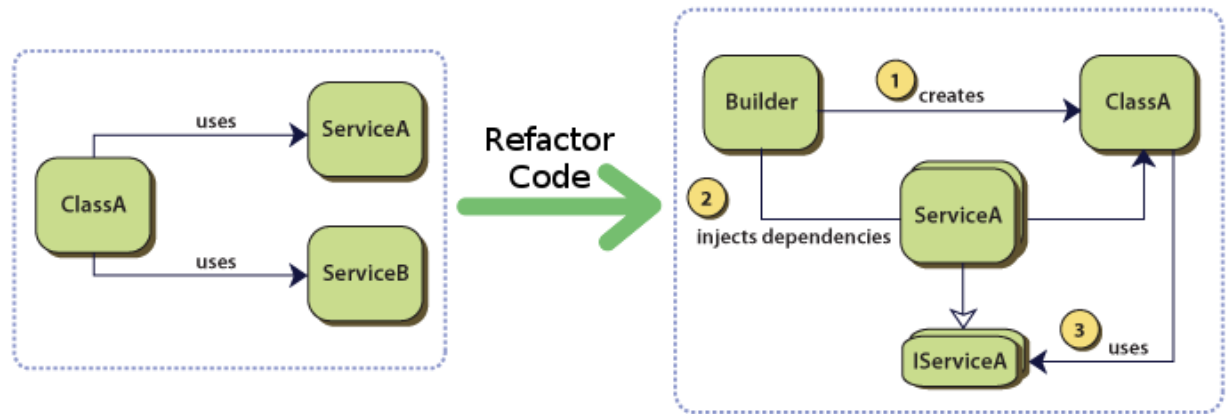 ClassA
uses
ServiceA
uses
ServiceB
Refactor
Code
Builder
1
creates
ClassA
2
injects dependencies
ServiceA
3
uses
IServiceA